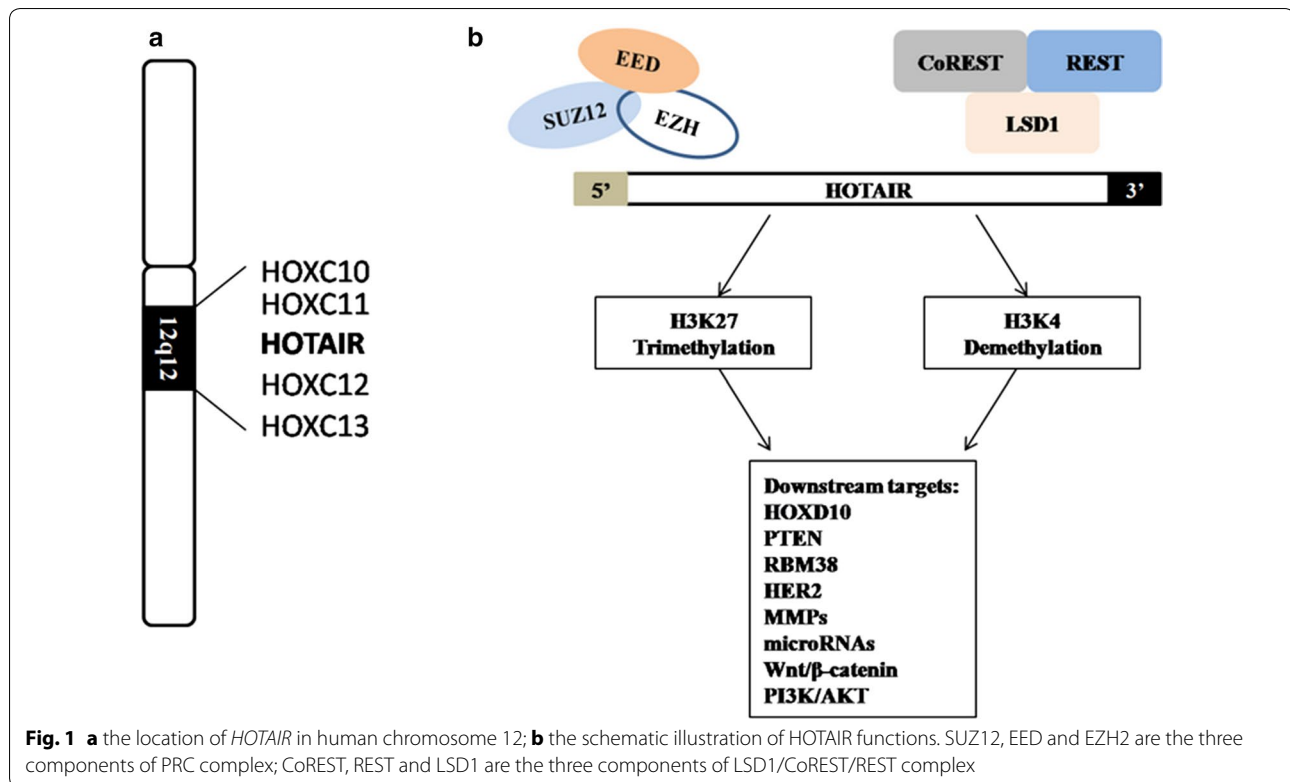 a
12q12
HOXC10
HOXC11
HOTAIR
HOXC12
HOXC13
b
EED
SUZ12
EZH
CoREST
REST
LSD1
5’
HOTAIR
3’
H3K27
Trimethylation
H3K4
Demethylation
Downstream targets:
HOXD10
PTEN
RBM38
HER2
MMPs
microRNAs
Wnt/β-catenin
PI3K/AKT
Fig. 1 a the location of HOTAIR in human chromosome 12; b the schematic illustration of HOTAIR functions. SUZ12, EED and EZH2 are the three
components of PRC complex; CoREST, REST and LSD1 are the three components of LSD1/CoREST/REST complex